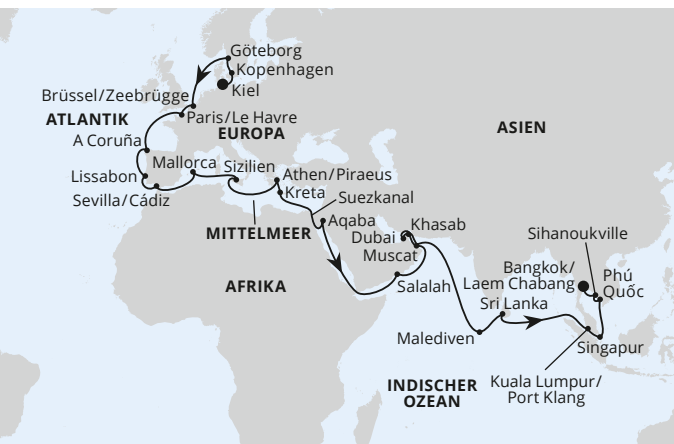 Göteborg
Kopenhagen
Kiel
Brüssel/Zeebrügge
ATLANTIK
Paris/Le Havre
EUROPA
ASIEN
A Coruña
Mallorca
Sizilien
Athen/Piraeus
Lissabon
Kreta
Sevilla/Cádiz
Suezkanal
Aqaba
Khasab
MITTELMEER
Dubai
Sihanoukville
Muscat
Bangkok/
Laem Chabang
Phú
Quốc
AFRIKA
Salalah
Sri Lanka
Malediven
Singapur
INDISCHER
OZEAN
Kuala Lumpur/
Port Klang